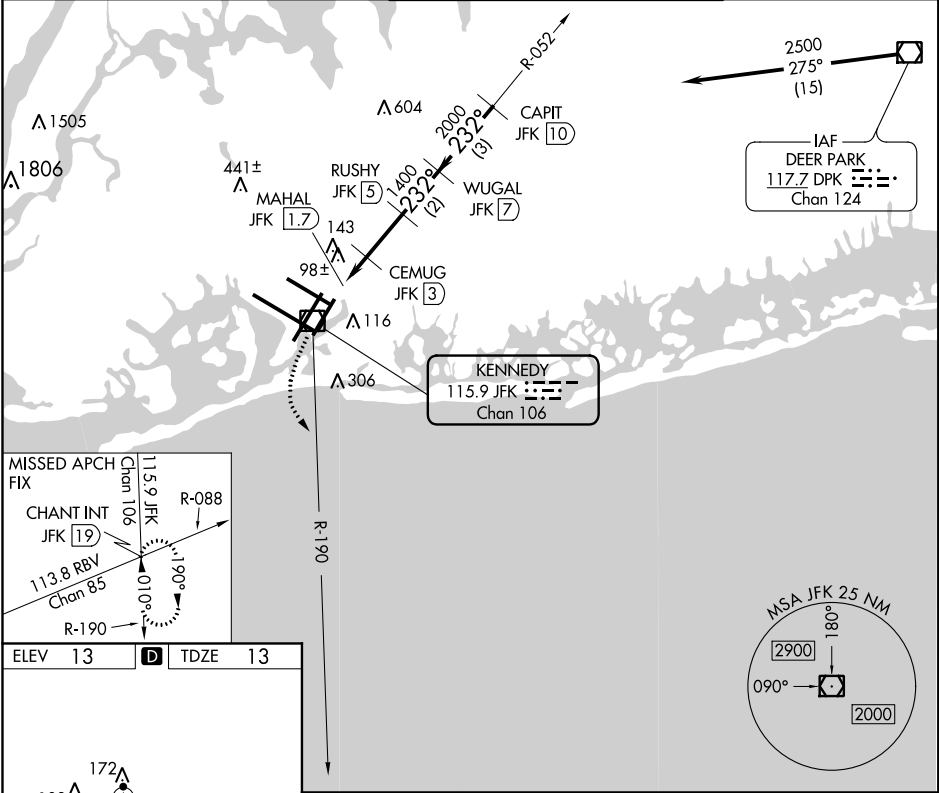 R-052
2500
275°
(15)
604
CAPIT
JFK 10
1505
2000
232°
(3)
IAF
DEER PARK
117.7 DPK
Chan 124
1806
441±
RUSHY
JFK 5
1400
232°
(2)
WUGAL
JFK 7
MAHAL
JFK 1.7
143
98±
CEMUG
JFK 3
116
KENNEDY
115.9 JFK
Chan 106
306
MISSED APCH
FIX
Chan 106
115.9 JFK
R-088
CHANT INT
JFK 19
R-190
113.8 RBV
Chan 85
010°
190°
R-190
MSA JFK 25 NM
180°
2900
090°
2000
ELEV 13
D
TDZE 13
172